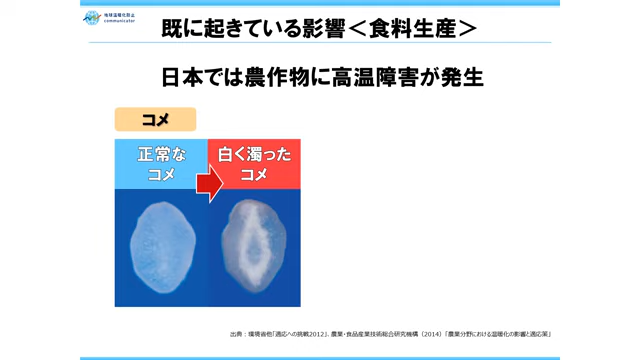 地球温暖化防止
communicator
既に起きている影響＜食料生産＞
日本では農作物に高温障害が発生
コメ
正常な
コメ
白く濁った
コメ
出典：環境省他「適応への挑戦2012」、農業・食品産業技術総合研究機構（2014）「農業分野における温暖化の影響と適応策」